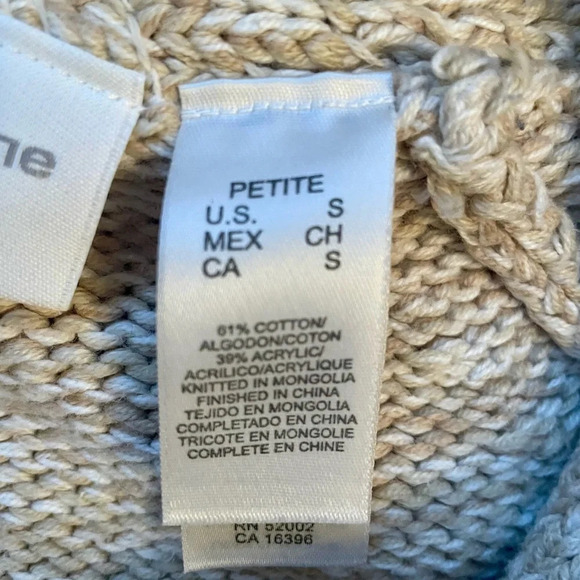 ne
PETITE
U.S. S
MEX CH
CA S
61% COTTON/
ALGODON/COTON
39% ACRYLIC/
ACRILICO/ACRYLIQUE
KNITTED IN MONGOLIA
FINISHED IN CHINA
TEJIDO EN MONGOLIA
COMPLETADO EN CHINA
TRICOTE EN MONGOLIE
COMPLETE EN CHINE
RN 52002
CA 16396